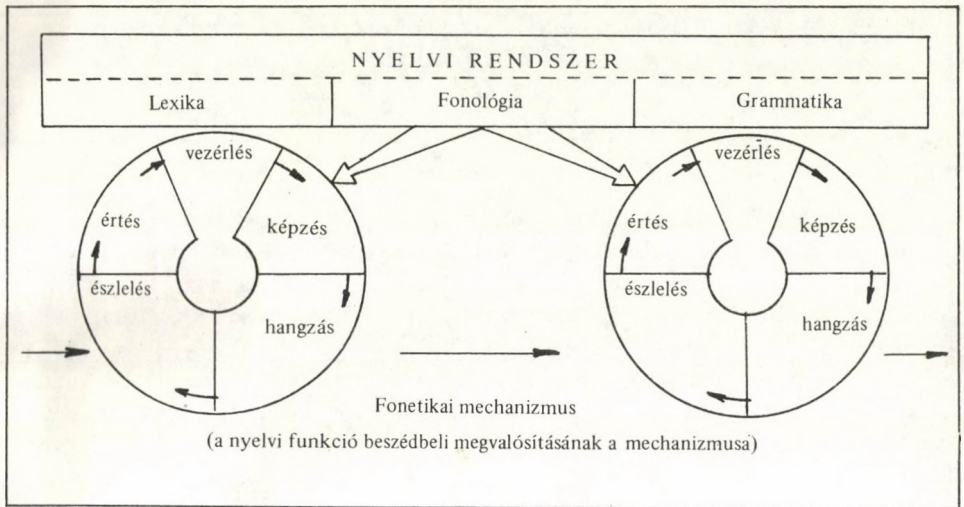 NYELVI RENDSZER
Lexika Fonológia Grammatika
vezérlés
értés képzés
észlelés
hangzás
vezérlés
értés képzés
észlelés
hangzás
Fonetikai mechanizmus
(a nyelvi funkció beszédbeli megvalósításának a mechanizmusa)